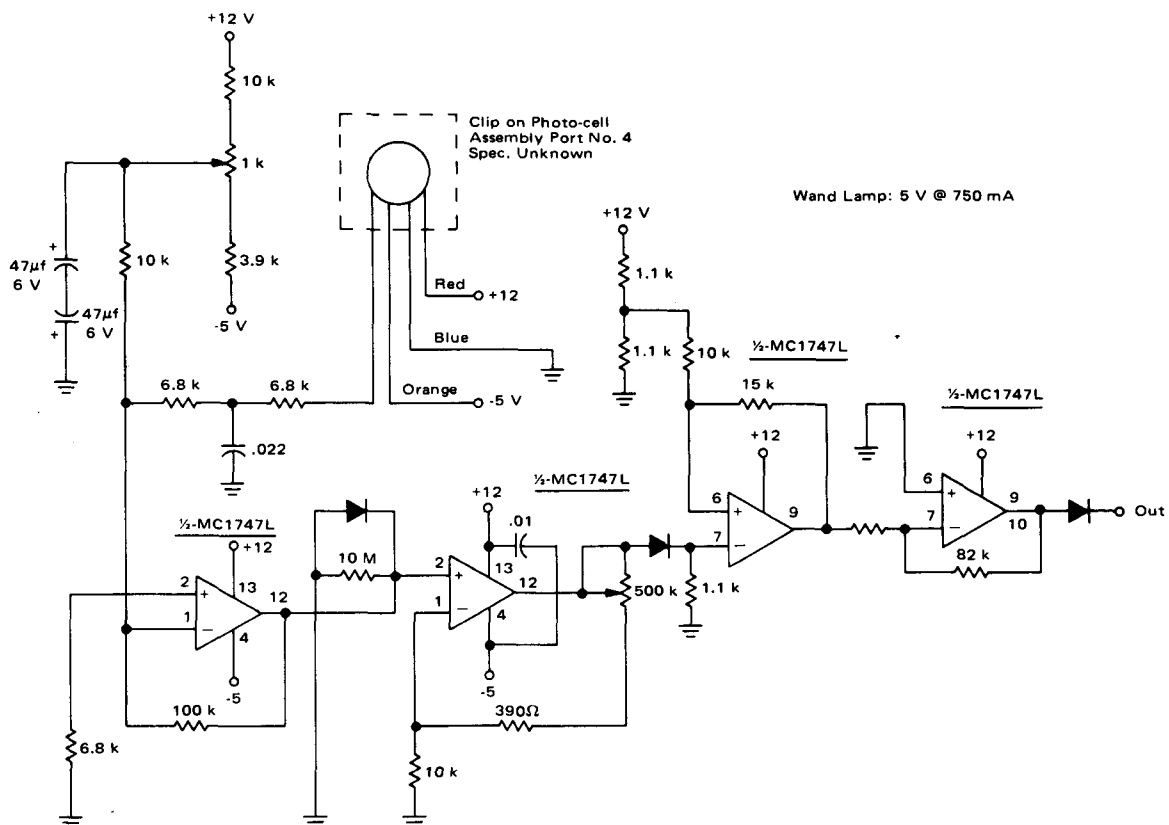 +12 V
10 k
1 k
10 k
3.9 k
-5 V
+
47µf
6 V
47µf
6 V
+
Clip on Photo-cell
Assembly Port No. 4
Spec. Unknown
Red
+12
Blue
Orange
-5 V
Wand Lamp: 5 V @ 750 mA
+12 V
1.1 k
1.1 k
10 k
½-MC1747L
15 k
½-MC1747L
6.8 k
6.8 k
.022
½-MC1747L
+12
2
+
13
12
1
−
4
-5
100 k
6.8 k
10 M
½-MC1747L
+12
.01
2
+
13
12
1
−
4
-5
500 k
390Ω
10 k
1.1 k
+12
6
+
9
7
−
+12
6
+
9
7
−
10
82 k
Out